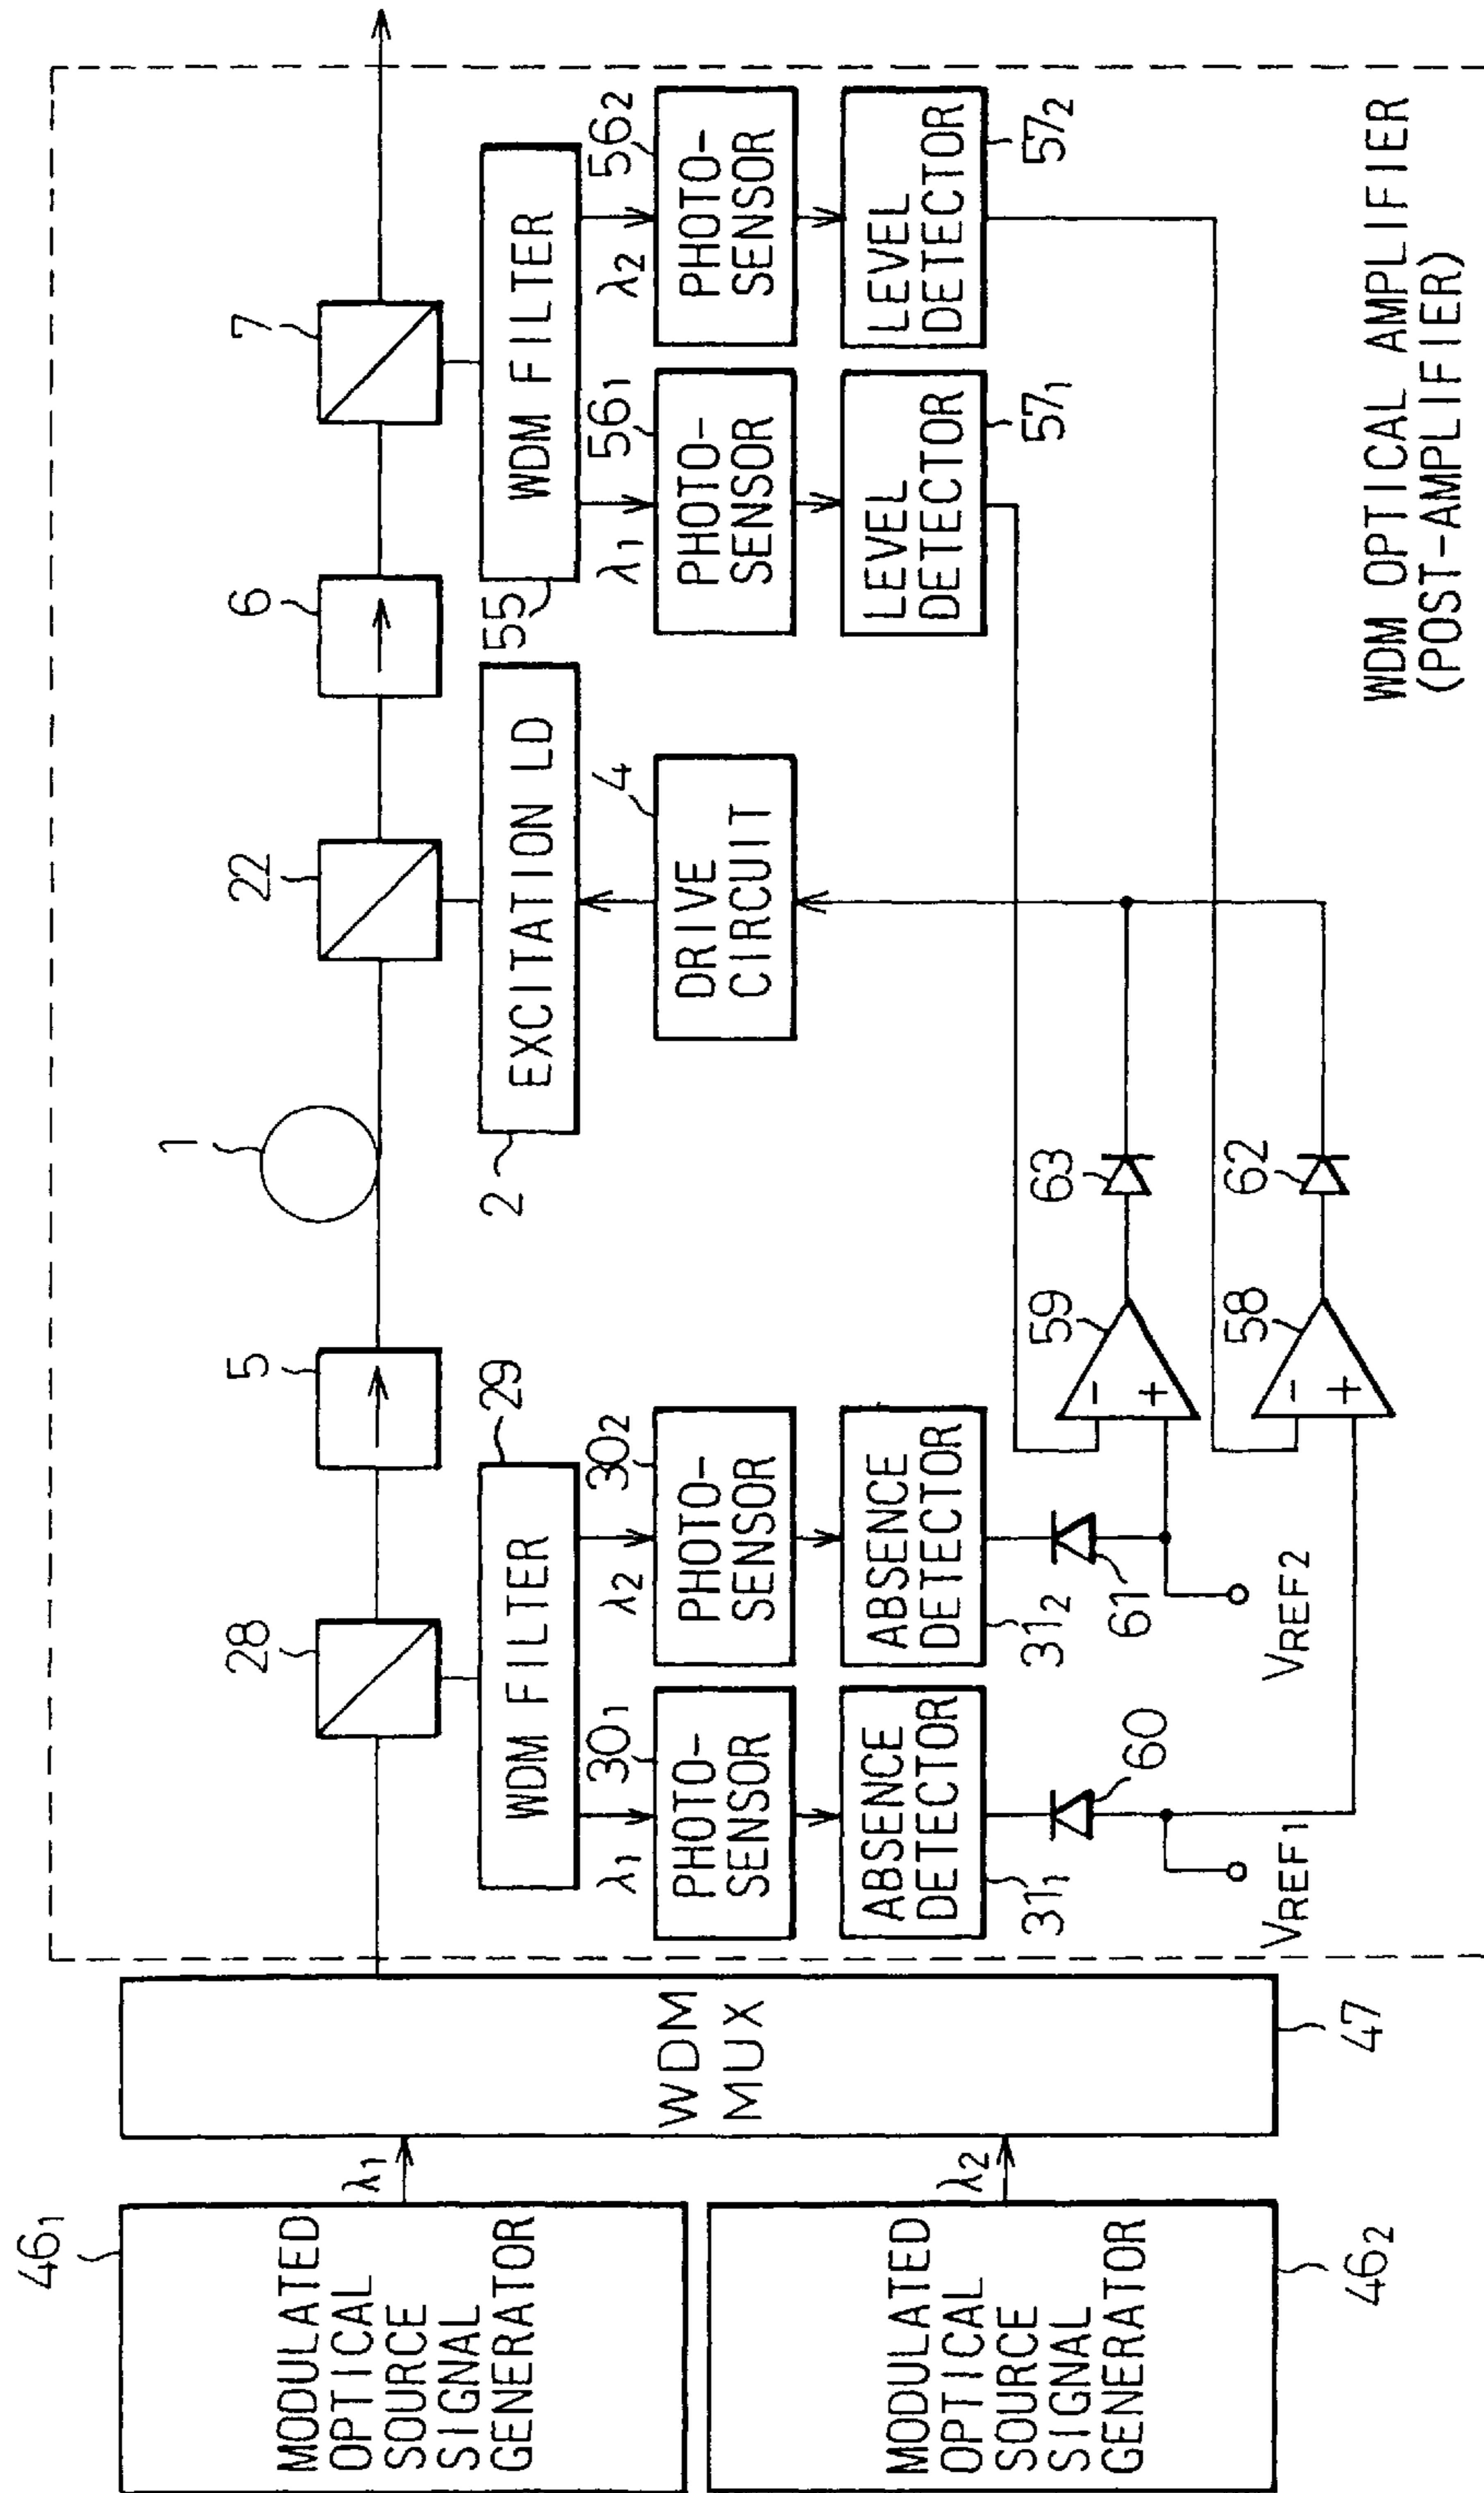 46₁
MODULATED
OPTICAL
SOURCE
SIGNAL
GENERATOR
λ₁
MODULATED
OPTICAL
SOURCE
SIGNAL
GENERATOR
46₂
λ₂
WDM
MUX
47
28
5
1
22
6
7
WDM FILTER
29
λ₁
30₁
λ₂
30₂
PHOTO-
SENSOR
PHOTO-
SENSOR
ABSENCE
DETECTOR
31₁
ABSENCE
DETECTOR
31₂
60
61
VREF1
VREF2
2
EXCITATION LD
4
DRIVE
CIRCUIT
59
-
+
63
58
-
+
62
55
WDM FILTER
λ₁
56₁
λ₂
56₂
PHOTO-
SENSOR
PHOTO-
SENSOR
LEVEL
DETECTOR
57₁
LEVEL
DETECTOR
57₂
WDM OPTICAL AMPLIFIER
(POST-AMPLIFIER)